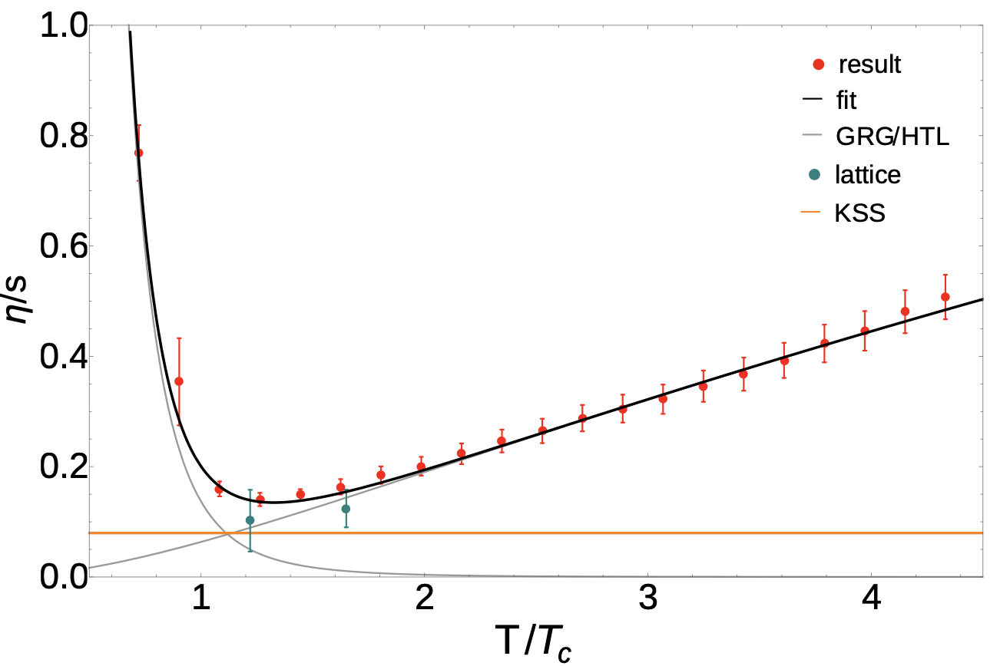 1.0
0.8
0.6
0.4
0.2
0.0
η/s
result
fit
GRG/HTL
lattice
KSS
1 2 3 4
T/Tc